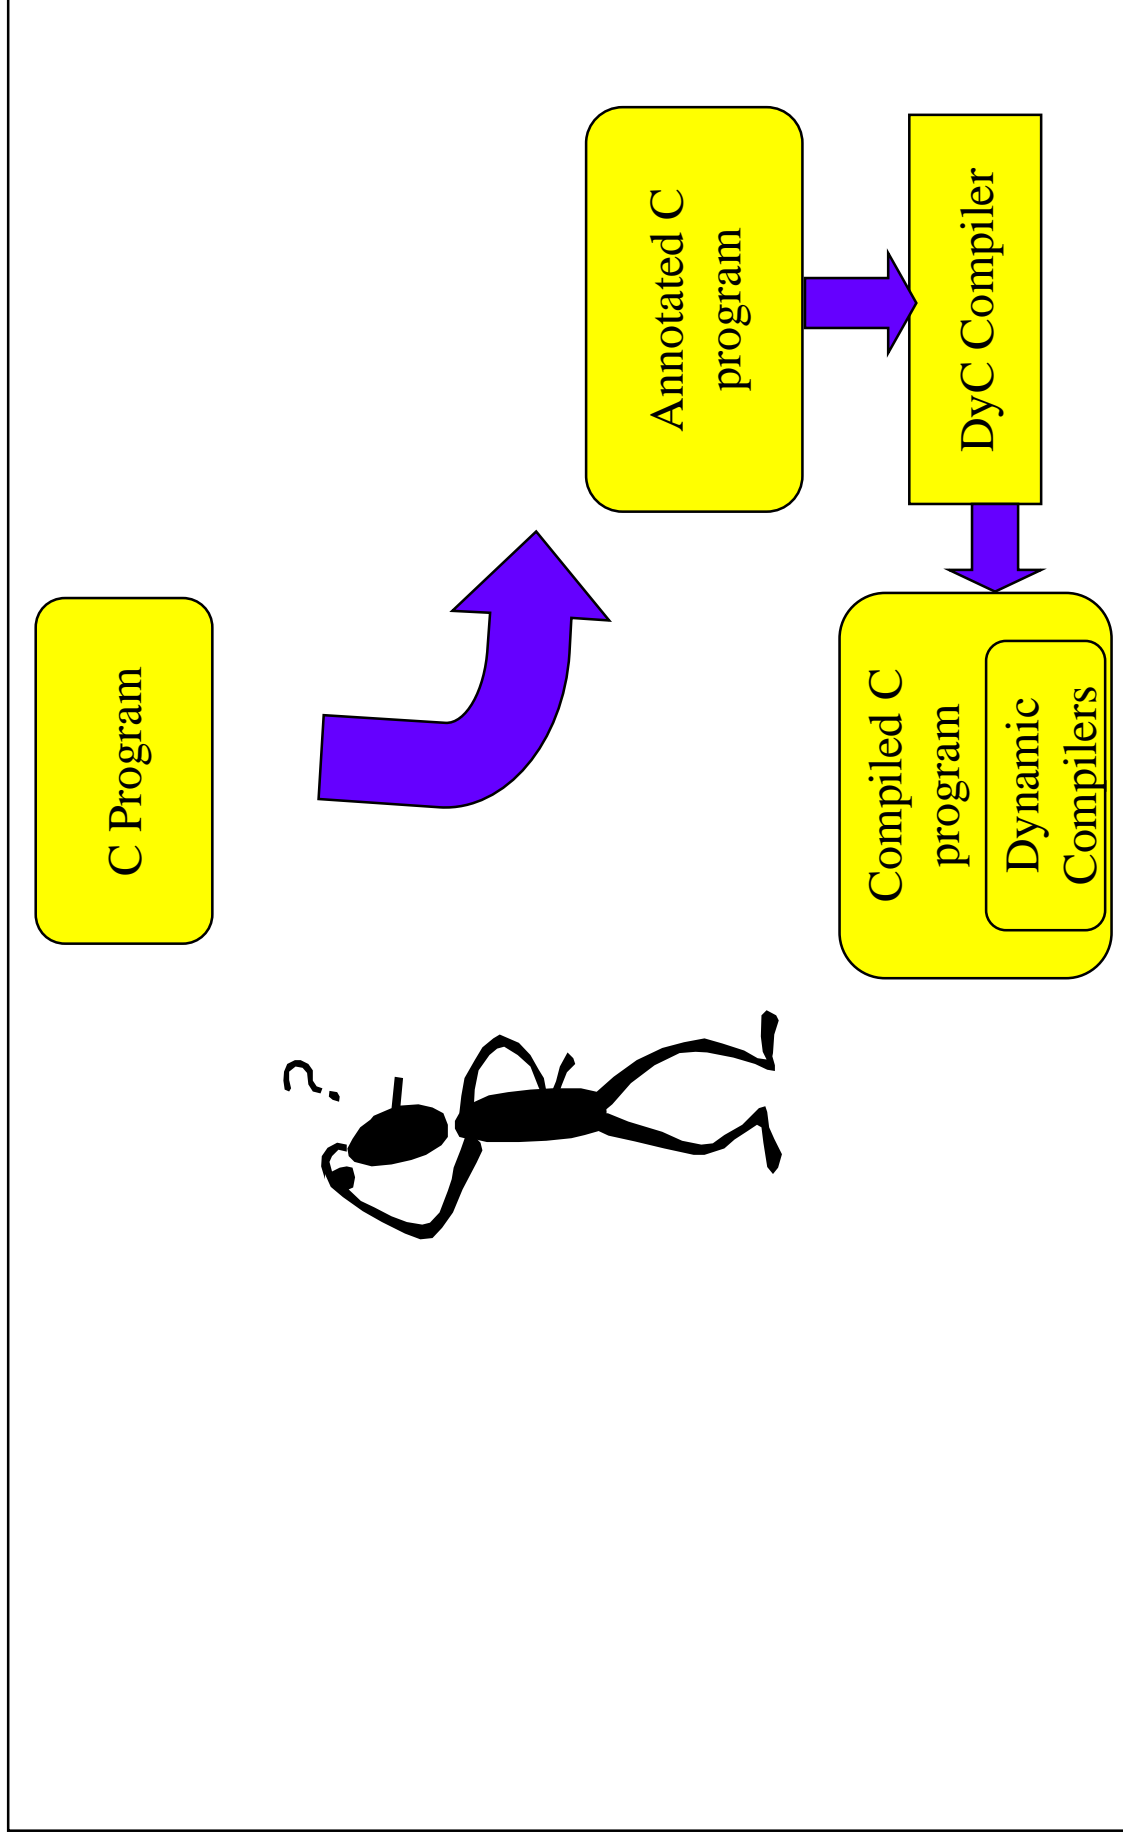 C Program
?
Annotated C
program
DyC Compiler
Compiled C
program
Dynamic
Compilers